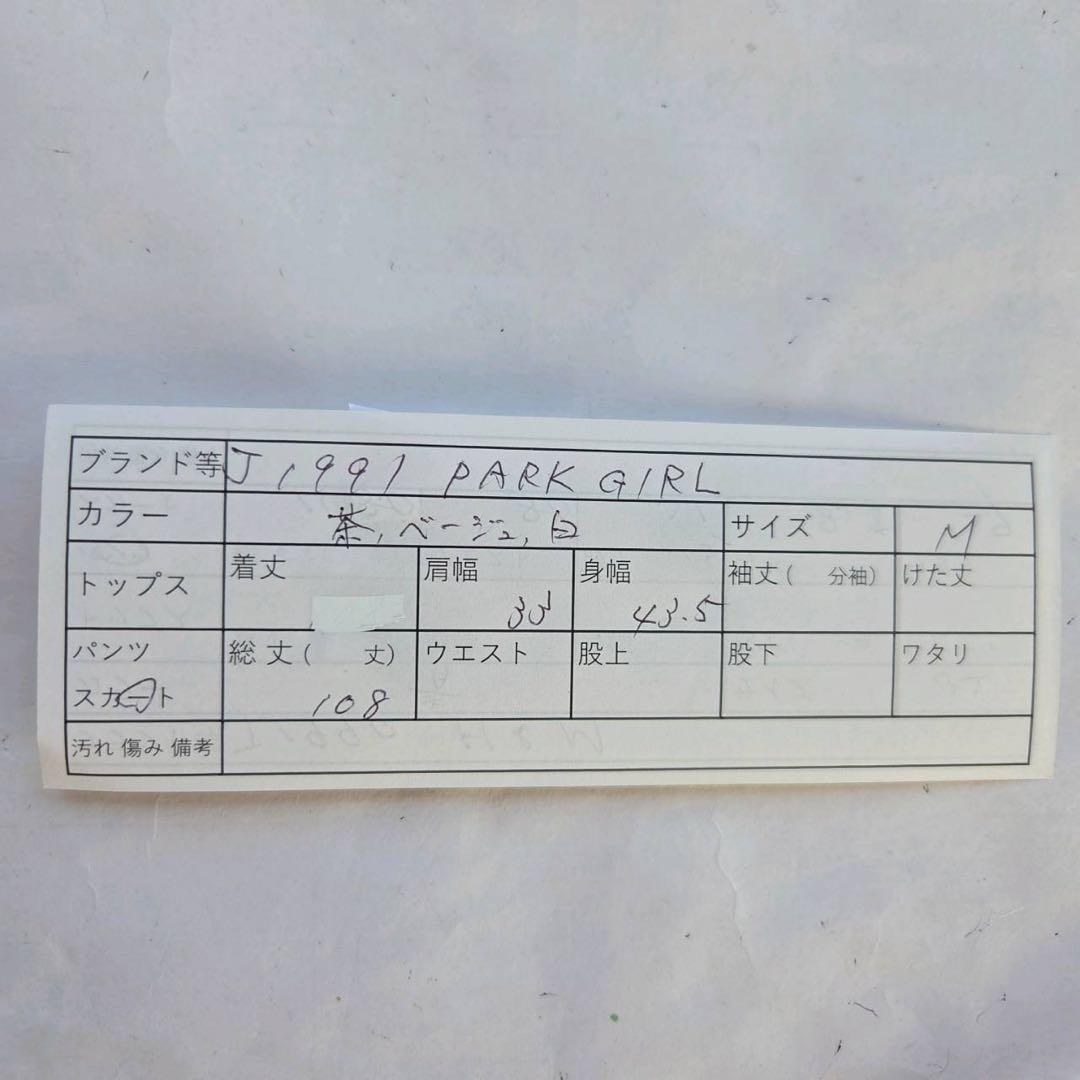 ブランド等 J 1991 PARK GIRL
カラー 茶, ベージュ,白 サイズ M
トップス 着丈 肩幅 33 身幅 43.5 袖丈( 分袖) けた丈
パンツ 総丈( 丈) ウエスト 股上 股下 ワタリ
スカート 108
汚れ 傷み 備考